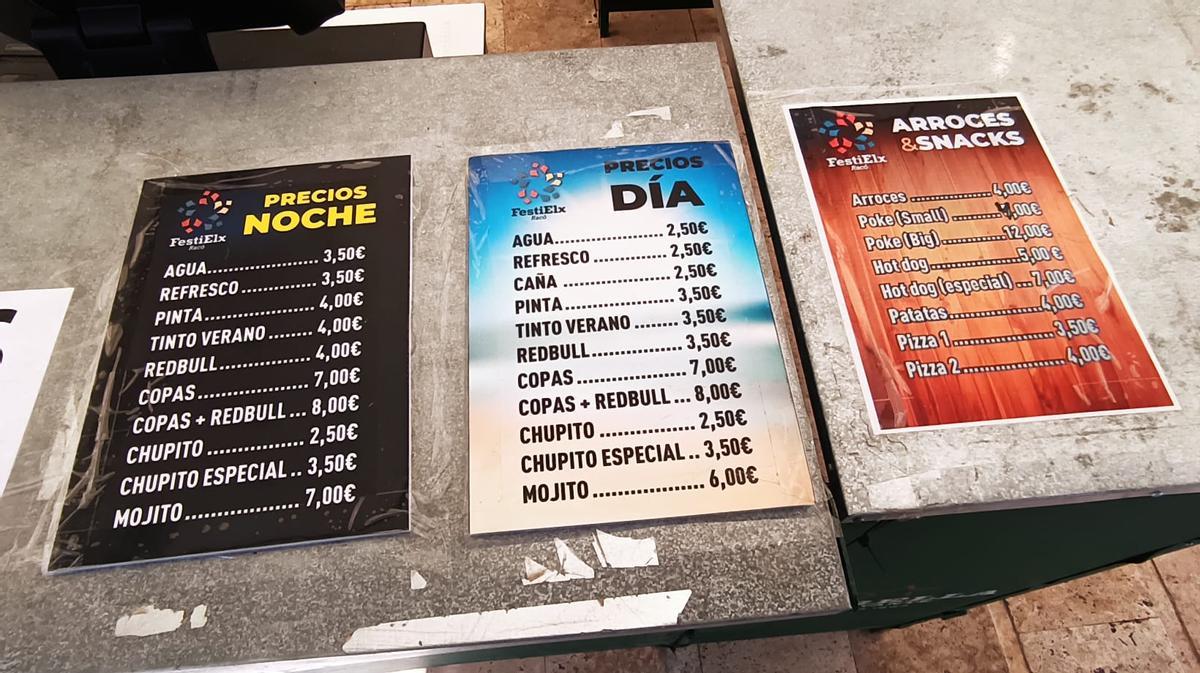 FestiElx
Racó
PRECIOS
NOCHE
AGUA.................... 3,50€
REFRESCO ............. 3,50€
PINTA.................... 4,00€
TINTO VERANO ....... 4,00€
REDBULL................ 4,00€
COPAS.................... 7,00€
COPAS + REDBULL ... 8,00€
CHUPITO ................ 2,50€
CHUPITO ESPECIAL .. 3,50€
MOJITO................... 7,00€
FestiElx
Racó
PRECIOS
DÍA
AGUA.................... 2,50€
REFRESCO ............. 2,50€
CAÑA .................... 2,50€
PINTA.................... 3,50€
TINTO VERANO ........ 3,50€
REDBULL................ 3,50€
COPAS.................... 7,00€
COPAS + REDBULL ... 8,00€
CHUPITO ................ 2,50€
CHUPITO ESPECIAL .. 3,50€
MOJITO................... 6,00€
FestiElx
Racó
ARROCES
&SNACKS
Arroces ..............4,00€
Poke (Small) ..........,00€
Poke (Big)..............12,00€
Hot dog................5,00 €
Hot dog (especial) ...7,00€
Patatas................4,00€
Pizza 1................3,50€
Pizza 2................4,00€